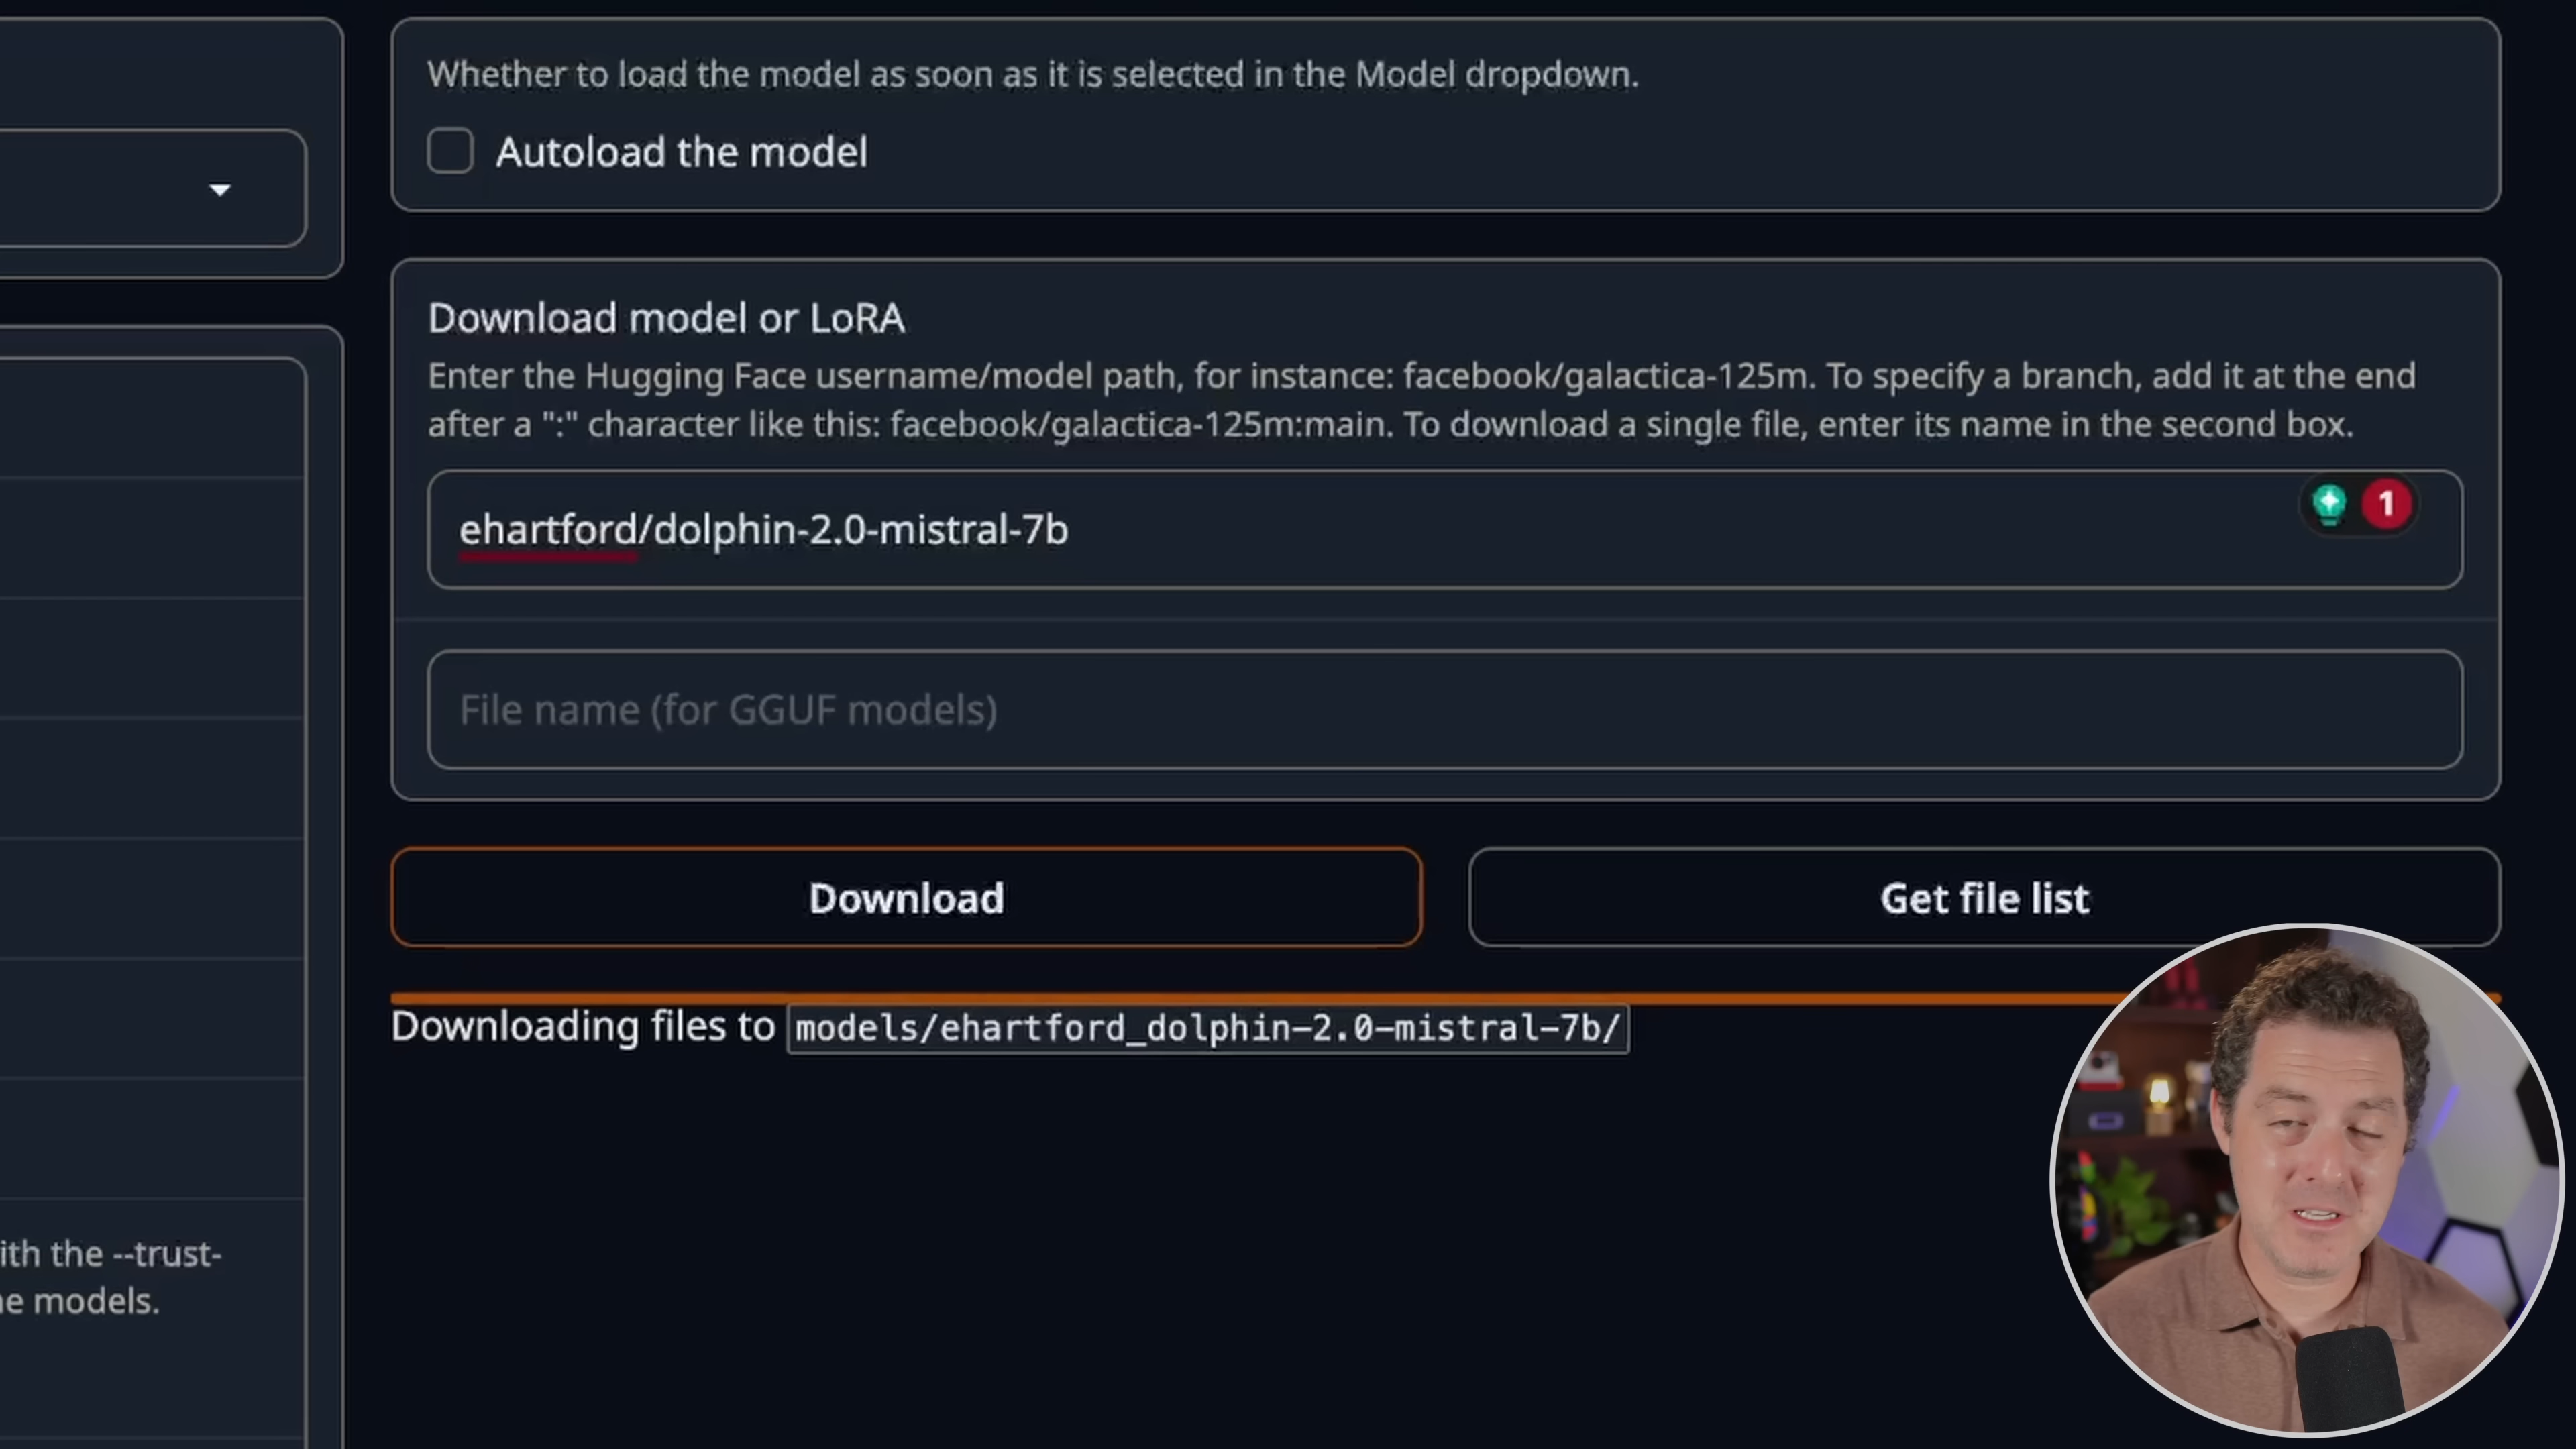 Whether to load the model as soon as it is selected in the Model dropdown.
Autoload the model
Download model or LoRA
Enter the Hugging Face username/model path, for instance: facebook/galactica-125m. To specify a branch, add it at the end
after a ":" character like this: facebook/galactica-125m:main. To download a single file, enter its name in the second box.
ehartford/dolphin-2.0-mistral-7b
1
File name (for GGUF models)
Download
Get file list
Downloading files to models/ehartford_dolphin-2.0-mistral-7b/
ith the --trust-
e models.